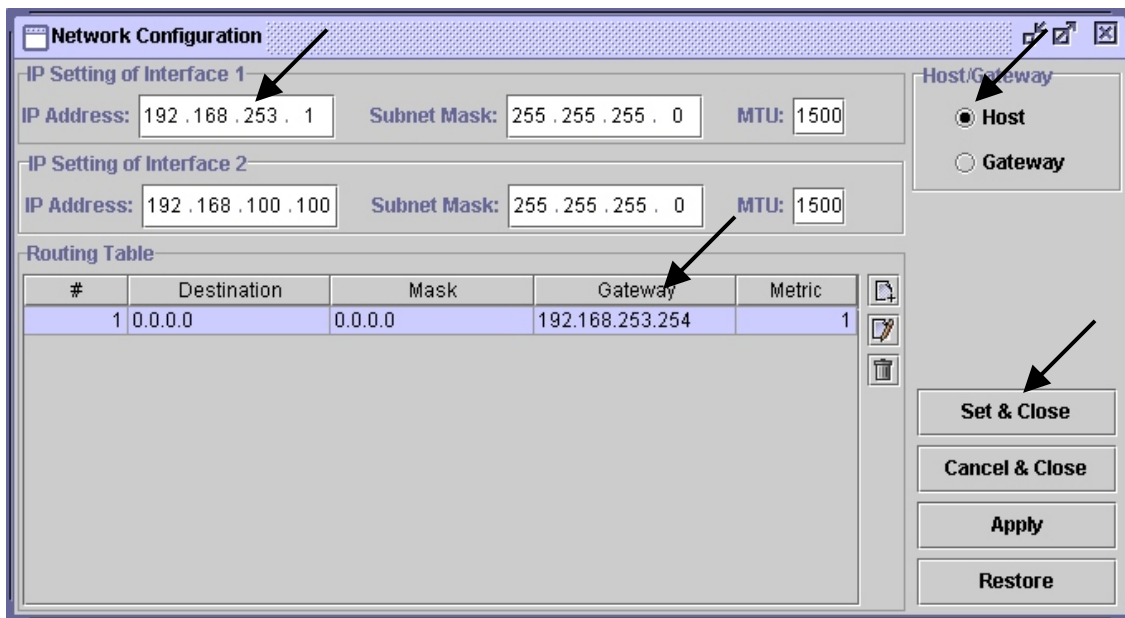 Network Configuration
IP Setting of Interface 1
IP Address: 192 . 168 . 253 . 1 Subnet Mask: 255 . 255 . 255 . 0 MTU: 1500
IP Setting of Interface 2
IP Address: 192 . 168 . 100 . 100 Subnet Mask: 255 . 255 . 255 . 0 MTU: 1500
Host/Gateway
Host
Gateway
Routing Table
# Destination Mask Gateway Metric
1 0.0.0.0 0.0.0.0 192.168.253.254 1
Set & Close
Cancel & Close
Apply
Restore